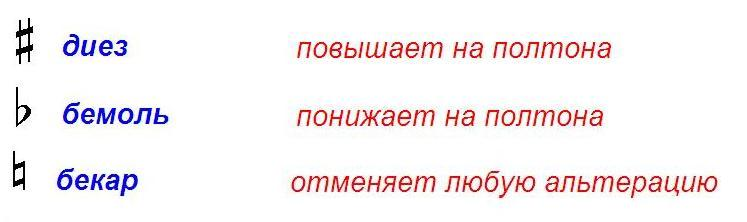 ♯ диез повышает на полтона
♭ бемоль понижает на полтона
♮ бекар отменяет любую альтерацию